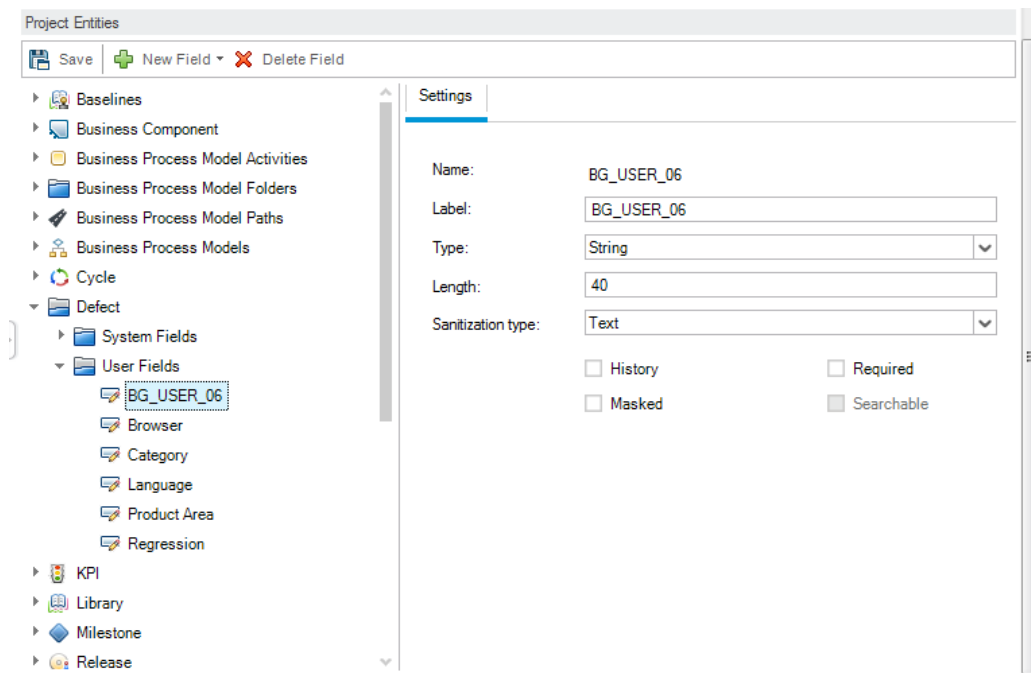 Project Entities
Save New Field Delete Field
Baselines
Business Component
Business Process Model Activities
Business Process Model Folders
Business Process Model Paths
Business Process Models
Cycle
Defect
System Fields
User Fields
BG_USER_06
Browser
Category
Language
Product Area
Regression
KPI
Library
Milestone
Release
Settings
Name: BG_USER_06
Label: BG_USER_06
Type: String
Length: 40
Sanitization type: Text
History Required
Masked Searchable